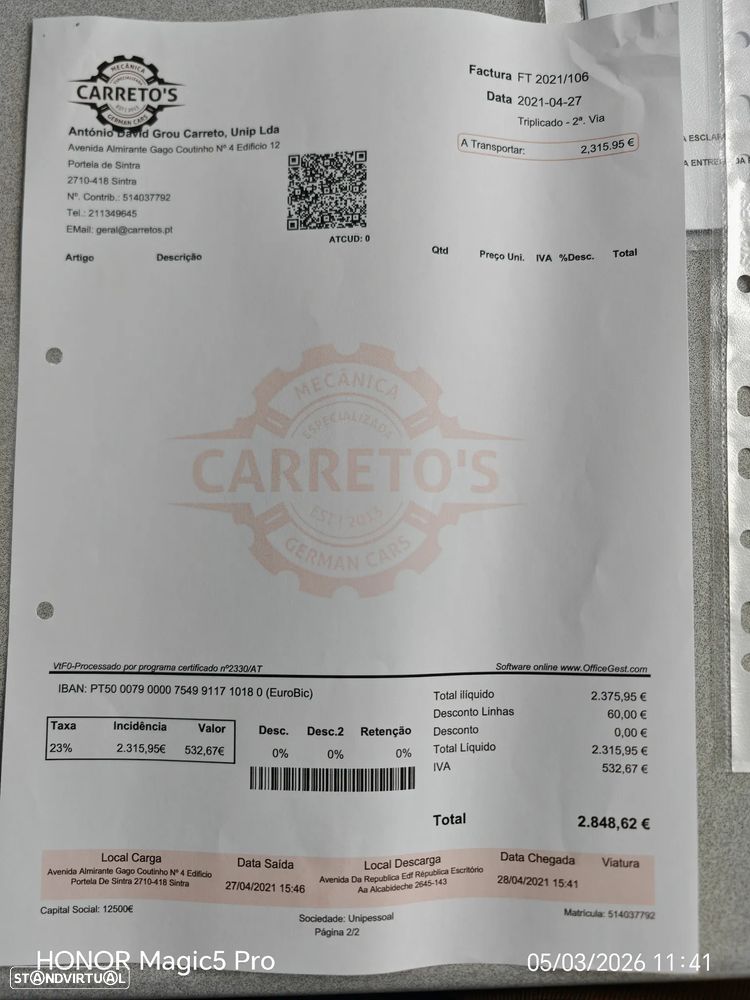 MECÂNICA
ESPECIALIZADA
CARRETO'S
EST | 2013
GERMAN CARS
António David Grou Carreto, Unip Lda
Avenida Almirante Gago Coutinho Nº 4 Edificio 12
Portela de Sintra
2710-418 Sintra
Nº. Contrib.: 514037792
Tel.: 211349645
EMail: geral@carretos.pt
Factura FT 2021/106
Data 2021-04-27
Triplicado - 2ª. Via
A Transportar: 2,315.95 €
ATCUD: 0
Artigo Descrição Qtd Preço Uni. IVA %Desc. Total
MECÂNICA
ESPECIALIZADA
CARRETO'S
EST | 2013
GERMAN CARS
VtF0-Processado por programa certificado nº2330/AT Software online www.OfficeGest.com
IBAN: PT50 0079 0000 7549 9117 1018 0 (EuroBic)
Taxa Incidência Valor
23% 2.315,95€ 532,67€
Desc. Desc.2 Retenção
0% 0% 0%
Total ilíquido 2.375,95 €
Desconto Linhas 60,00 €
Desconto 0,00 €
Total Líquido 2.315,95 €
IVA 532,67 €
Total 2.848,62 €
Local Carga
Avenida Almirante Gago Coutinho Nº 4 Edificio
Portela De Sintra 2710-418 Sintra
Data Saída
27/04/2021 15:46
Local Descarga
Avenida Da Republica Edf Républica Escritório
Aa Alcabideche 2645-143
Data Chegada
28/04/2021 15:41
Viatura
Capital Social: 12500€
Sociedade: Unipessoal
Matrícula: 514037792
Página 2/2
HONOR Magic5 Pro
05/03/2026 11:41
STANDVIRTUAL